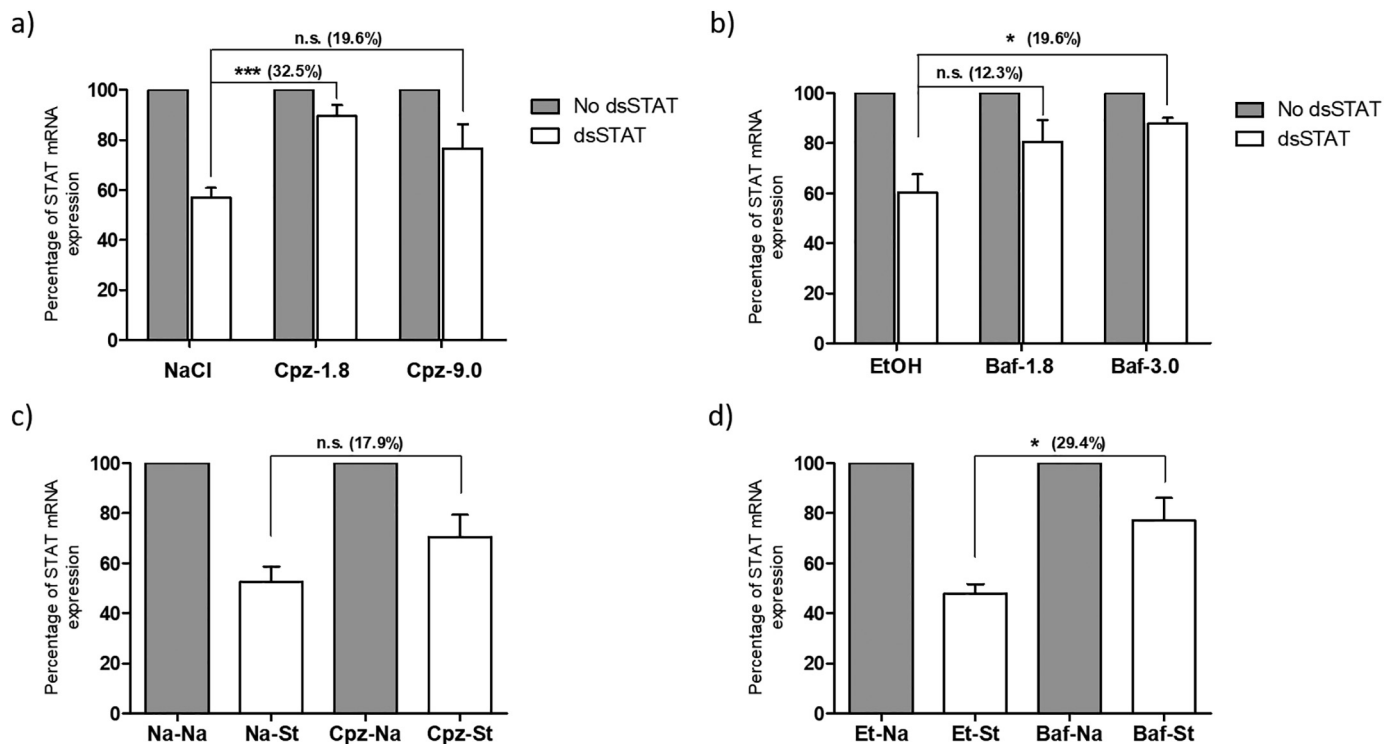 a)
n.s. (19.6%)
*** (32.5%)
Percentage of STAT mRNA
expression
100
80
60
40
20
0
NaCl
Cpz-1.8
Cpz-9.0
No dsSTAT
dsSTAT
b)
* (19.6%)
n.s. (12.3%)
Percentage of STAT mRNA
expression
100
80
60
40
20
0
EtOH
Baf-1.8
Baf-3.0
No dsSTAT
dsSTAT
c)
n.s. (17.9%)
Percentage of STAT mRNA
expression
100
80
60
40
20
0
Na-Na
Na-St
Cpz-Na
Cpz-St
d)
* (29.4%)
Percentage of STAT mRNA
expression
100
80
60
40
20
0
Et-Na
Et-St
Baf-Na
Baf-St